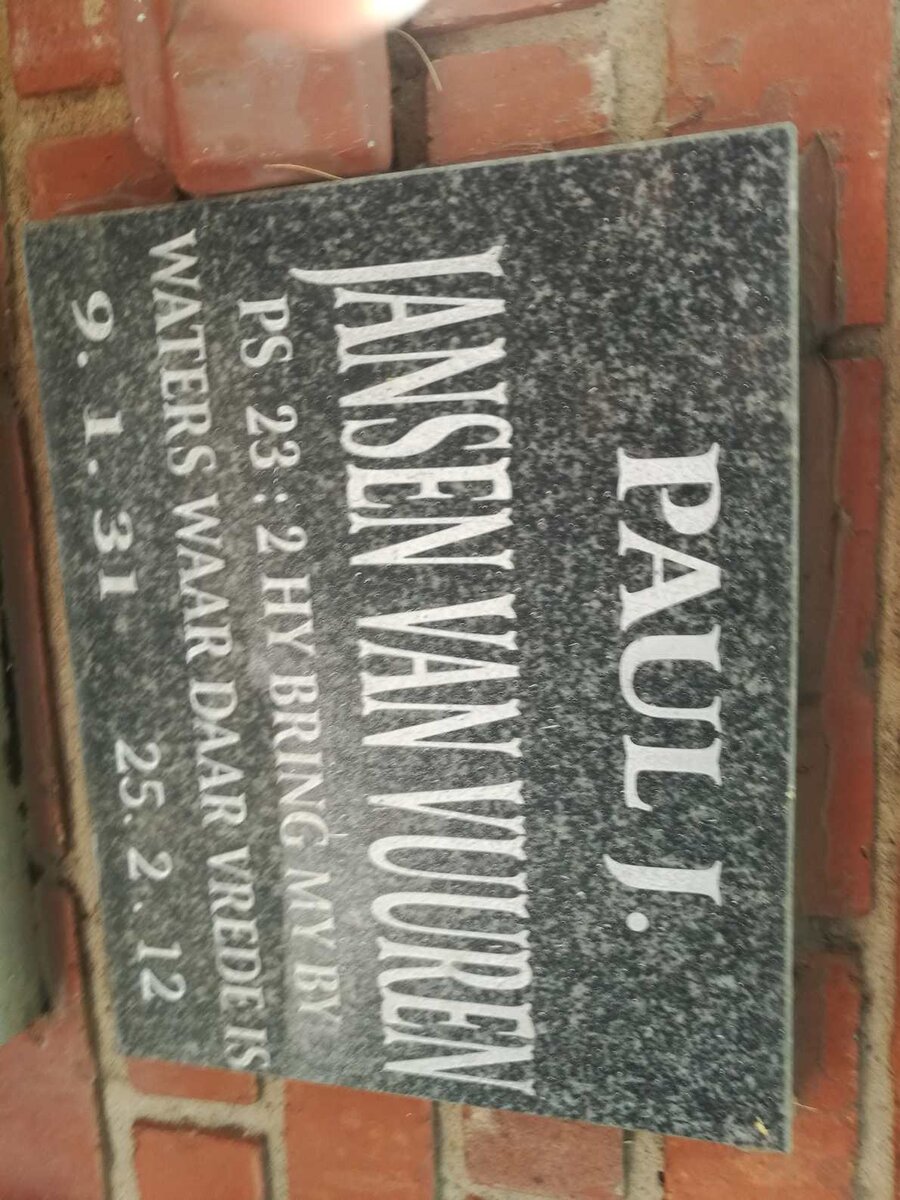 PAUL J.
JANSEN VAN VUUREN
PS 23:2 HY BRING MY BY
WATERS WAAR DAAR VREDE IS
9. 1. 31 25. 2. 12